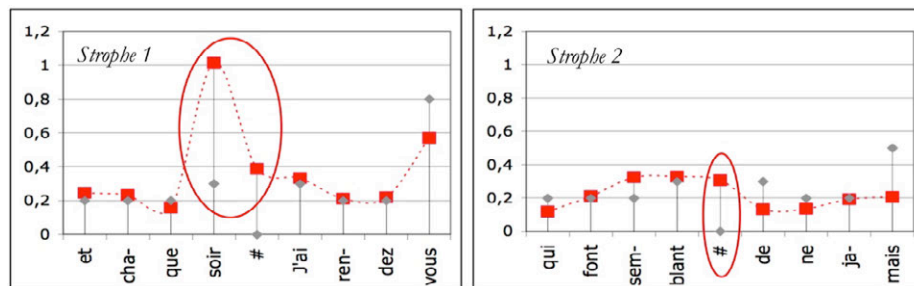 1,2
Strophe 1
1
0,8
0,6
0,4
0,2
0
et
cha-
que
soir
#
J'ai
ren-
dez
vous
1,2
Strophe 2
1
0,8
0,6
0,4
0,2
0
qui
font
sem-
blant
#
de
ne
ja-
mais